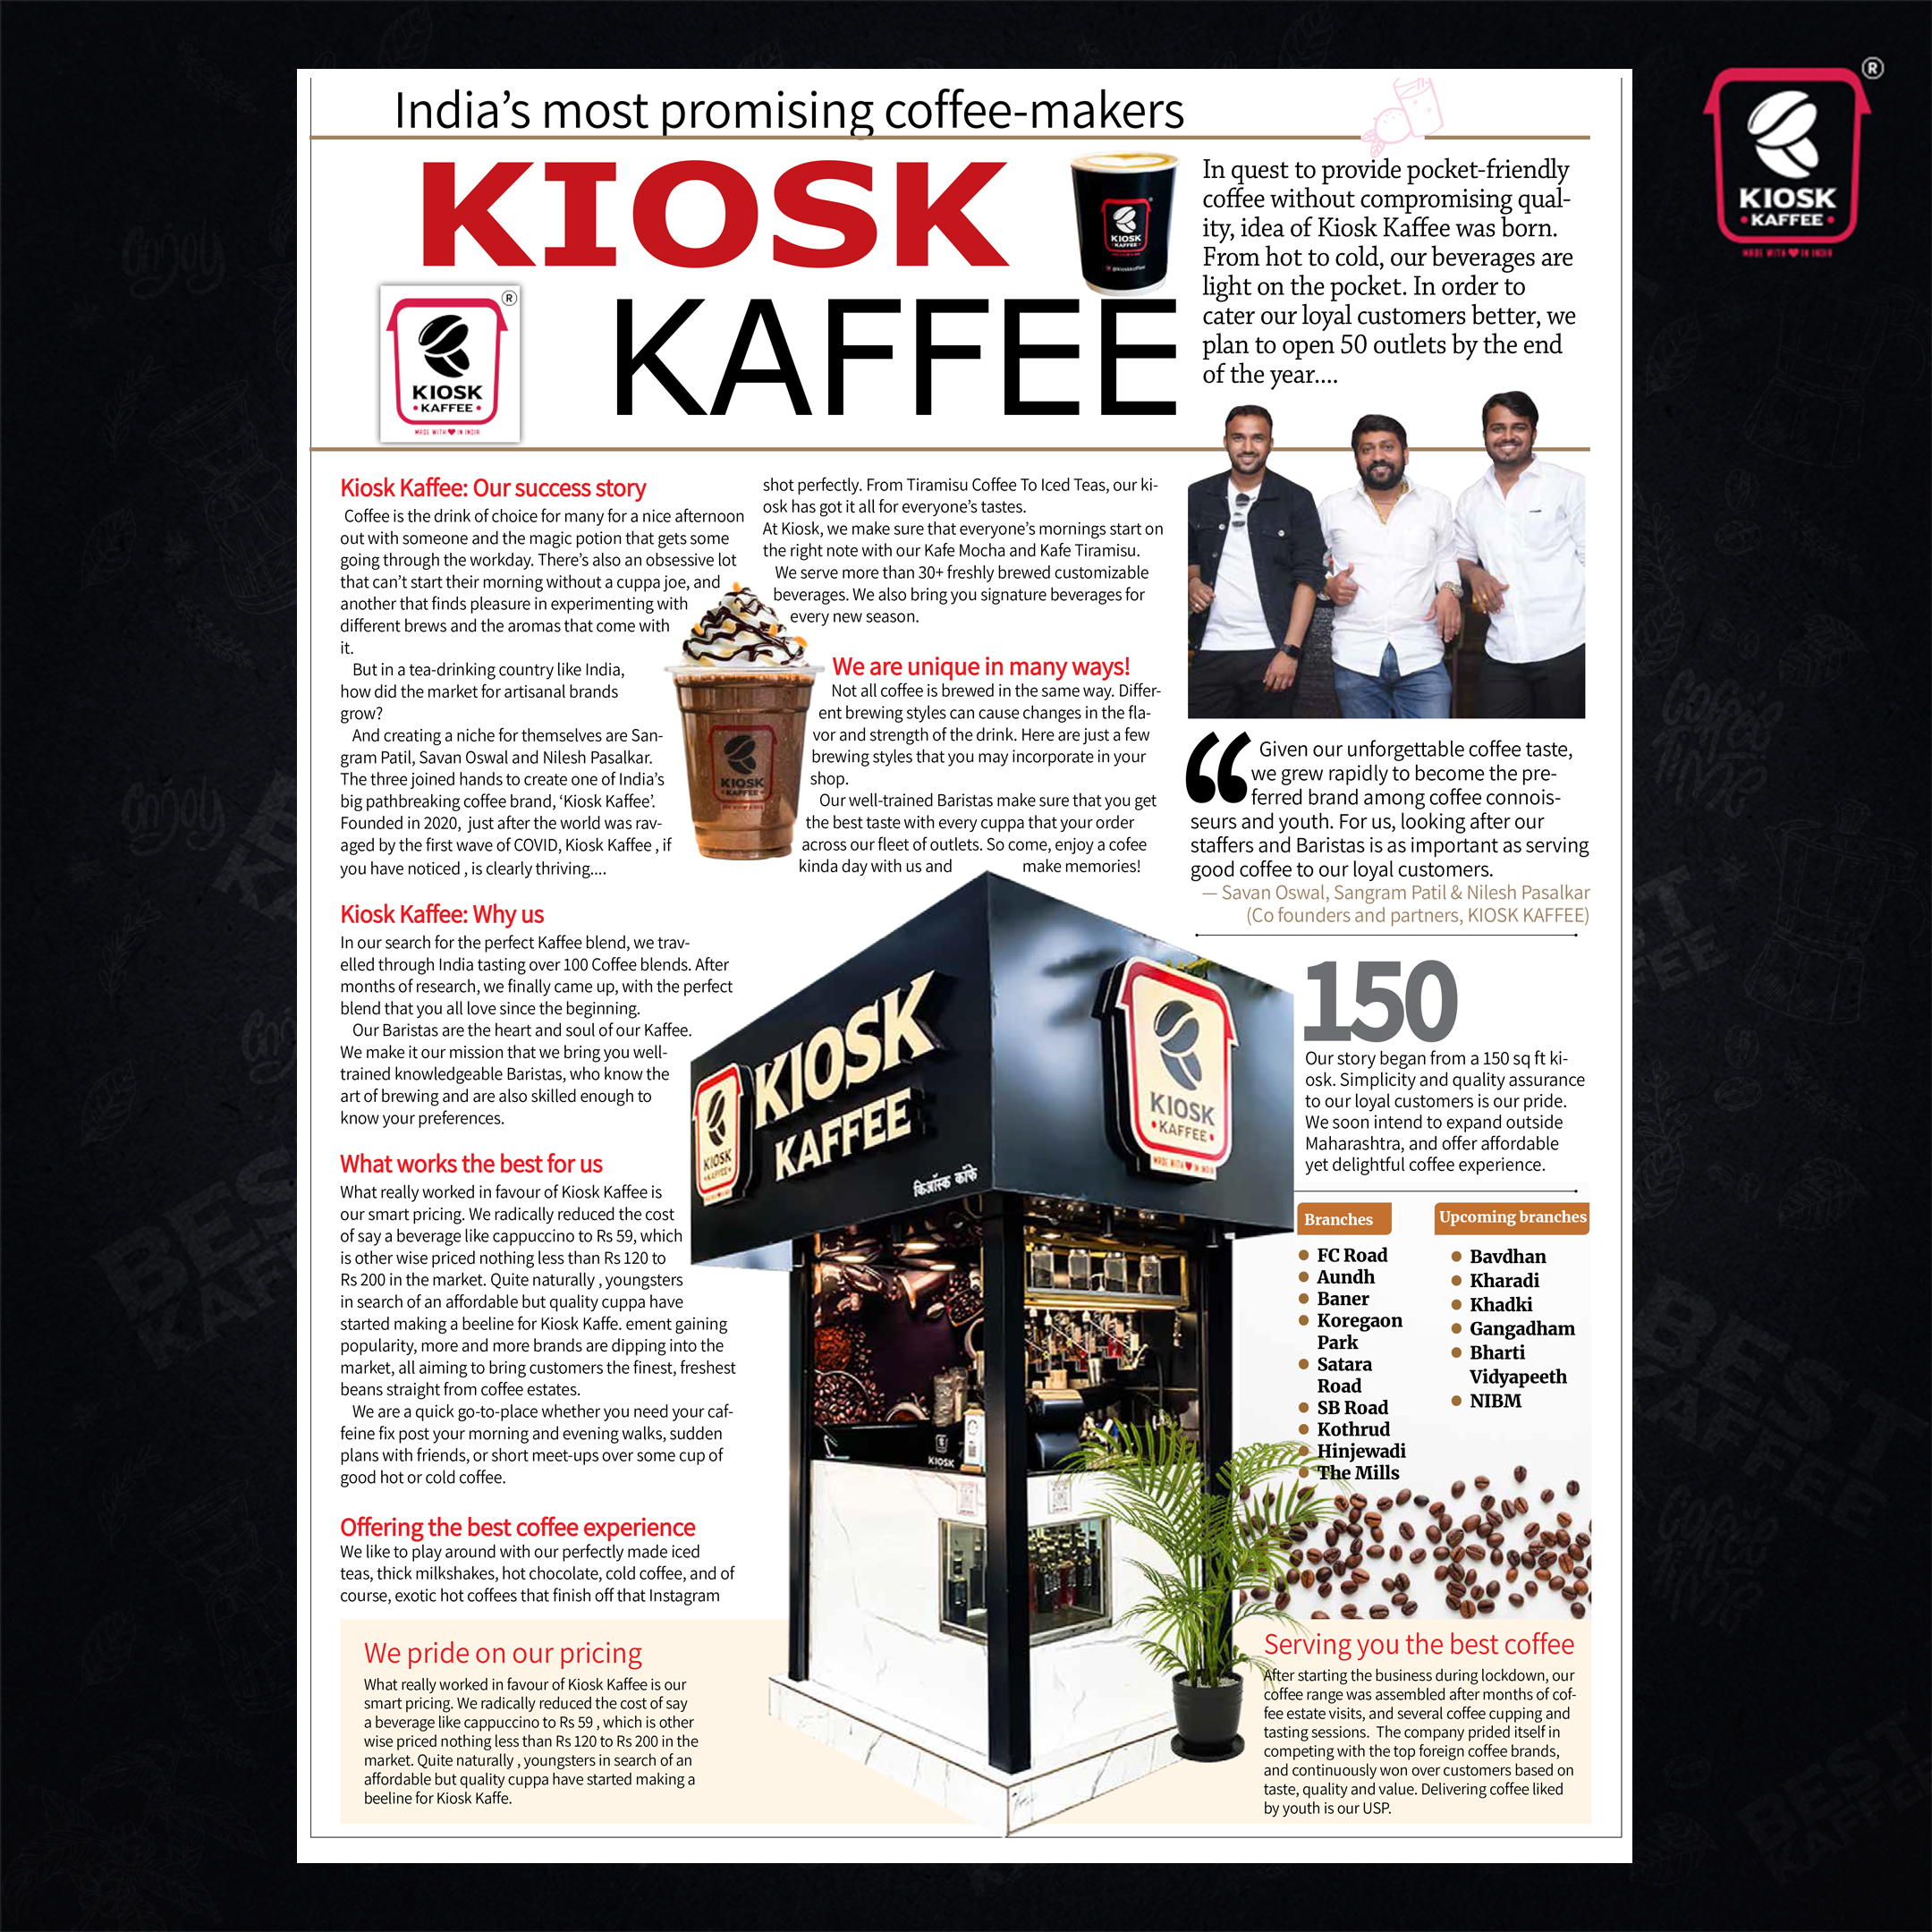 India’s most promising coffee-makers
KIOSK
KAFFEE
®
KIOSK
• KAFFEE •
MADE WITH ❤ IN INDIA
KIOSK
KAFFEE
In quest to provide pocket-friendly
coffee without compromising qual-
ity, idea of Kiosk Kaffee was born.
From hot to cold, our beverages are
light on the pocket. In order to
cater our loyal customers better, we
plan to open 50 outlets by the end
of the year....
®
KIOSK
• KAFFEE •
MADE WITH ❤ IN INDIA
Kiosk Kaffee: Our success story
Coffee is the drink of choice for many for a nice afternoon
out with someone and the magic potion that gets some
going through the workday. There’s also an obsessive lot
that can’t start their morning without a cuppa joe, and
another that finds pleasure in experimenting with
different brews and the aromas that come with
it.
But in a tea-drinking country like India,
how did the market for artisanal brands
grow?
And creating a niche for themselves are San-
gram Patil, Savan Oswal and Nilesh Pasalkar.
The three joined hands to create one of India’s
big pathbreaking coffee brand, ‘Kiosk Kaffee’.
Founded in 2020, just after the world was rav-
aged by the first wave of COVID, Kiosk Kaffee , if
you have noticed , is clearly thriving....
Kiosk Kaffee: Why us
In our search for the perfect Kaffee blend, we trav-
elled through India tasting over 100 Coffee blends. After
months of research, we finally came up, with the perfect
blend that you all love since the beginning.
Our Baristas are the heart and soul of our Kaffee.
We make it our mission that we bring you well-
trained knowledgeable Baristas, who know the
art of brewing and are also skilled enough to
know your preferences.
What works the best for us
What really worked in favour of Kiosk Kaffee is
our smart pricing. We radically reduced the cost
of say a beverage like cappuccino to Rs 59, which
is other wise priced nothing less than Rs 120 to
Rs 200 in the market. Quite naturally , youngsters
in search of an affordable but quality cuppa have
started making a beeline for Kiosk Kaffe. ement gaining
popularity, more and more brands are dipping into the
market, all aiming to bring customers the finest, freshest
beans straight from coffee estates.
We are a quick go-to-place whether you need your caf-
feine fix post your morning and evening walks, sudden
plans with friends, or short meet-ups over some cup of
good hot or cold coffee.
Offering the best coffee experience
We like to play around with our perfectly made iced
teas, thick milkshakes, hot chocolate, cold coffee, and of
course, exotic hot coffees that finish off that Instagram
shot perfectly. From Tiramisu Coffee To Iced Teas, our ki-
osk has got it all for everyone’s tastes.
At Kiosk, we make sure that everyone’s mornings start on
the right note with our Kafe Mocha and Kafe Tiramisu.
We serve more than 30+ freshly brewed customizable
beverages. We also bring you signature beverages for
every new season.
We are unique in many ways!
Not all coffee is brewed in the same way. Differ-
ent brewing styles can cause changes in the fla-
vor and strength of the drink. Here are just a few
brewing styles that you may incorporate in your
shop.
Our well-trained Baristas make sure that you get
the best taste with every cuppa that your order
across our fleet of outlets. So come, enjoy a cofee
kinda day with us and make memories!
KIOSK
KAFFEE
“
Given our unforgettable coffee taste,
we grew rapidly to become the pre-
ferred brand among coffee connois-
seurs and youth. For us, looking after our
staffers and Baristas is as important as serving
good coffee to our loyal customers.
— Savan Oswal, Sangram Patil & Nilesh Pasalkar
(Co founders and partners, KIOSK KAFFEE)
150
Our story began from a 150 sq ft ki-
osk. Simplicity and quality assurance
to our loyal customers is our pride.
We soon intend to expand outside
Maharashtra, and offer affordable
yet delightful coffee experience.
Branches
• FC Road
• Aundh
• Baner
• Koregaon
Park
• Satara
Road
• SB Road
• Kothrud
• Hinjewadi
• The Mills
Upcoming branches
• Bavdhan
• Kharadi
• Khadki
• Gangadham
• Bharti
Vidyapeeth
• NIBM
KIOSK
KAFFEE
किऑस्क कॉफे
KIOSK
KAFFEE
KIOSK
• KAFFEE •
MADE WITH ❤ IN INDIA
KIOSK
We pride on our pricing
What really worked in favour of Kiosk Kaffee is our
smart pricing. We radically reduced the cost of say
a beverage like cappuccino to Rs 59 , which is other
wise priced nothing less than Rs 120 to Rs 200 in the
market. Quite naturally , youngsters in search of an
affordable but quality cuppa have started making a
beeline for Kiosk Kaffe.
Serving you the best coffee
After starting the business during lockdown, our
coffee range was assembled after months of cof-
fee estate visits, and several coffee cupping and
tasting sessions. The company prided itself in
competing with the top foreign coffee brands,
and continuously won over customers based on
taste, quality and value. Delivering coffee liked
by youth is our USP.